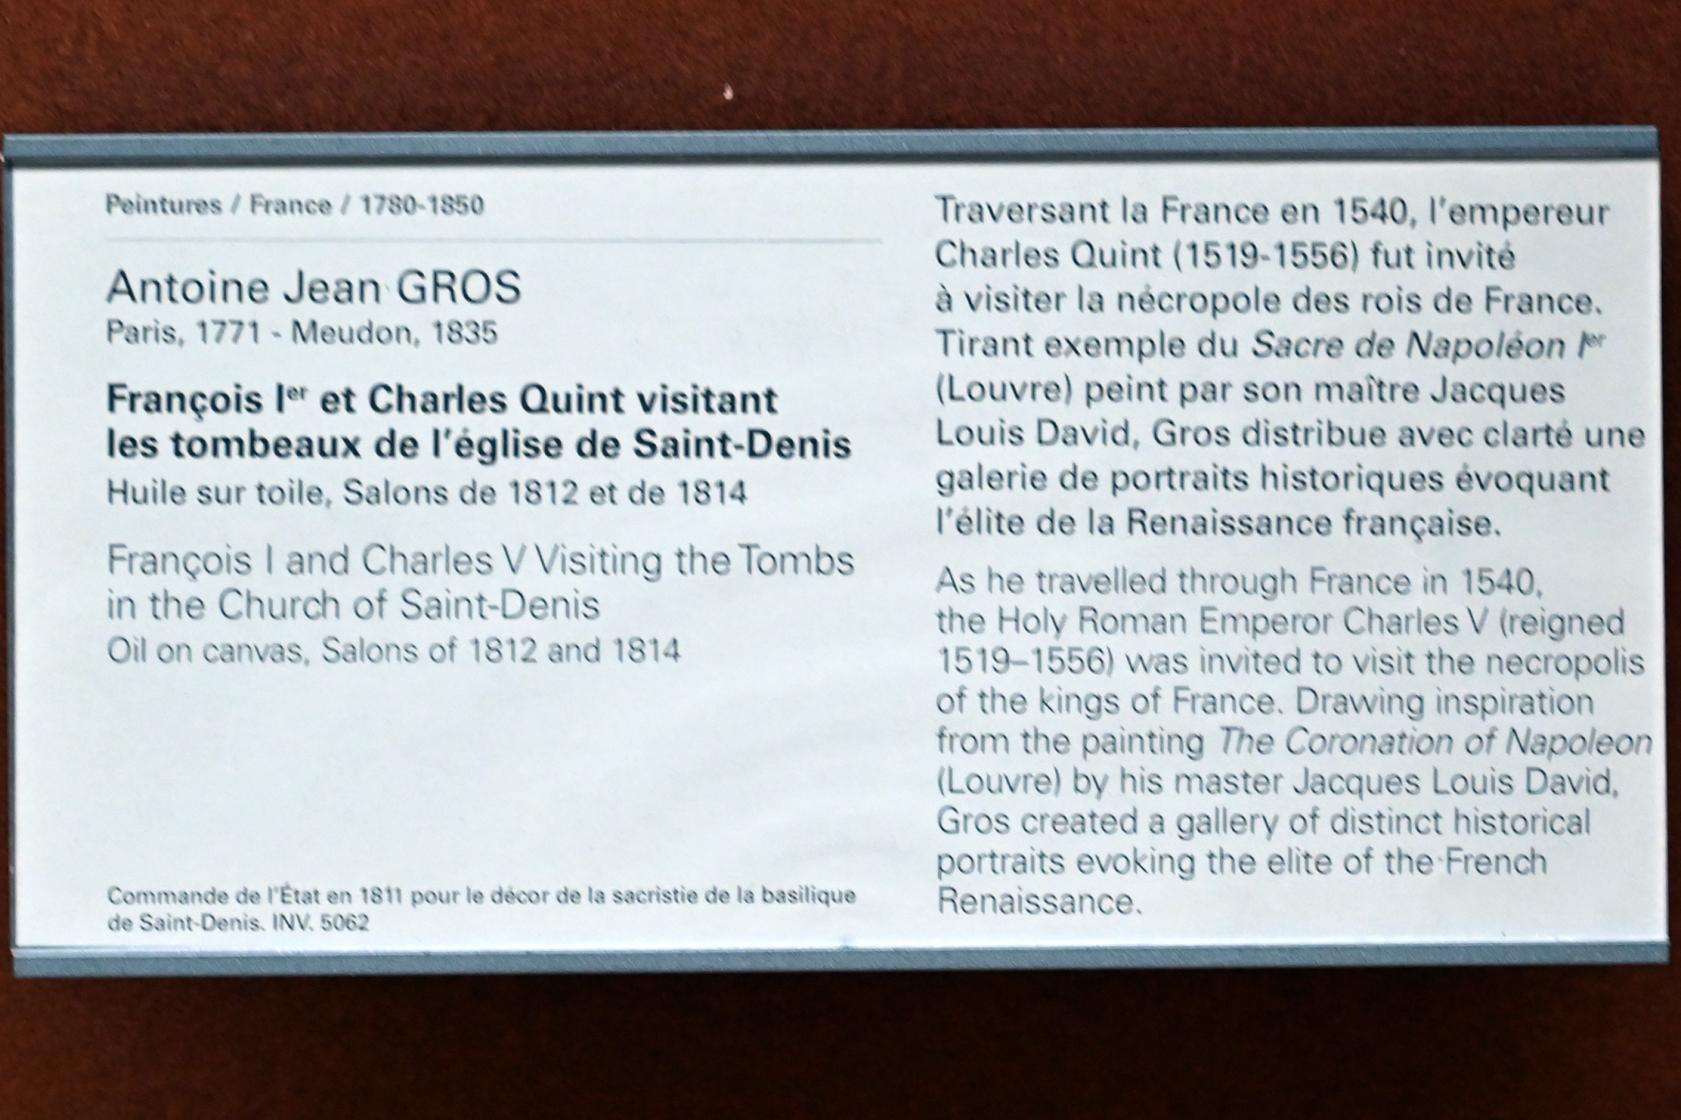 Peintures / France / 1780-1850
Antoine Jean GROS
Paris, 1771 - Meudon, 1835
François Ier et Charles Quint visitant
les tombeaux de l'église de Saint-Denis
Huile sur toile, Salons de 1812 et de 1814
François I and Charles V Visiting the Tombs
in the Church of Saint-Denis
Oil on canvas, Salons of 1812 and 1814
Commande de l'État en 1811 pour le décor de la sacristie de la basilique
de Saint-Denis. INV. 5062
Traversant la France en 1540, l'empereur
Charles Quint (1519-1556) fut invité
à visiter la nécropole des rois de France.
Tirant exemple du Sacre de Napoléon Ier
(Louvre) peint par son maître Jacques
Louis David, Gros distribue avec clarté une
galerie de portraits historiques évoquant
l'élite de la Renaissance française.
As he travelled through France in 1540,
the Holy Roman Emperor Charles V (reigned
1519–1556) was invited to visit the necropolis
of the kings of France. Drawing inspiration
from the painting The Coronation of Napoleon
(Louvre) by his master Jacques Louis David,
Gros created a gallery of distinct historical
portraits evoking the elite of the French
Renaissance.